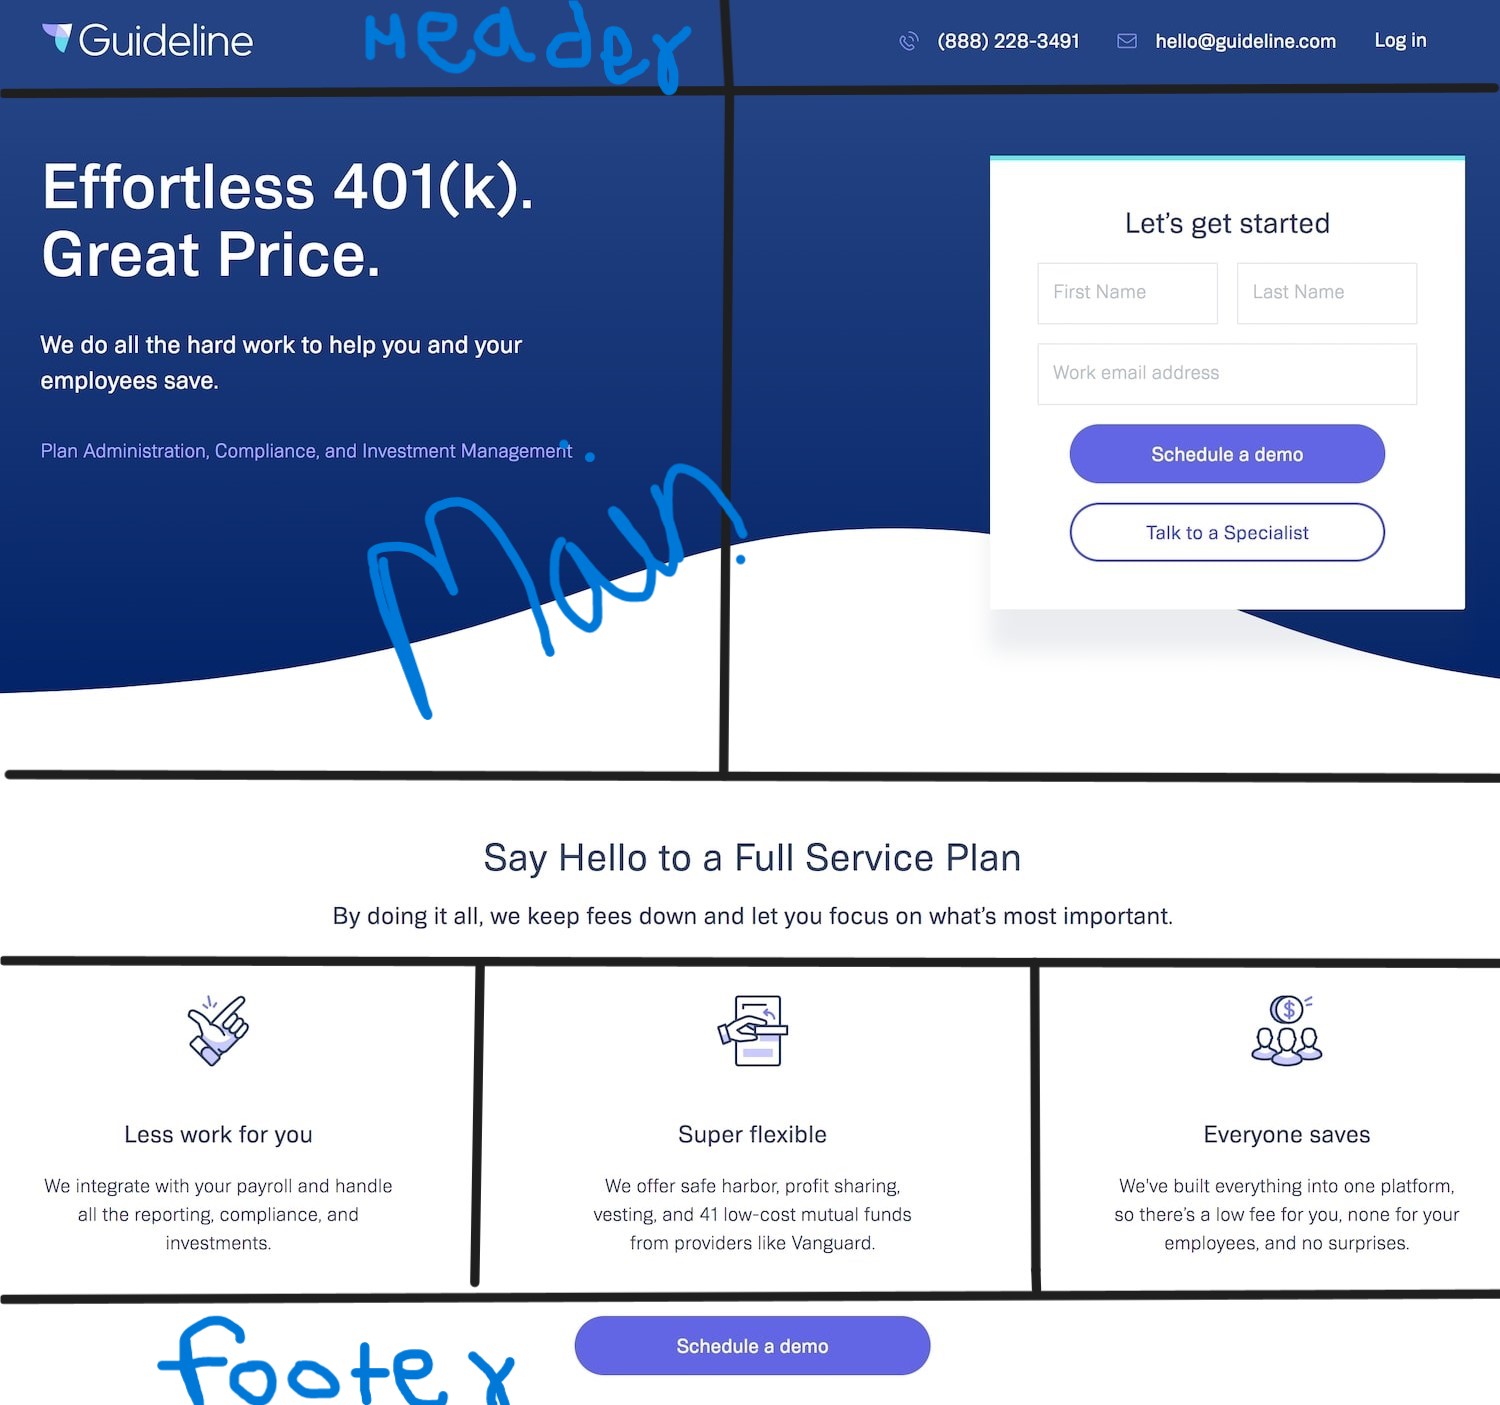 Guideline
Header
(888) 228-3491
hello@guideline.com
Log in
Effortless 401(k).
Great Price.
We do all the hard work to help you and your
employees save.
Plan Administration, Compliance, and Investment Management
Main
Let's get started
First Name
Last Name
Work email address
Schedule a demo
Talk to a Specialist
Say Hello to a Full Service Plan
By doing it all, we keep fees down and let you focus on what's most important.
Less work for you
We integrate with your payroll and handle
all the reporting, compliance, and
investments.
Super flexible
We offer safe harbor, profit sharing,
vesting, and 41 low-cost mutual funds
from providers like Vanguard.
Everyone saves
We've built everything into one platform,
so there's a low fee for you, none for your
employees, and no surprises.
footer
Schedule a demo